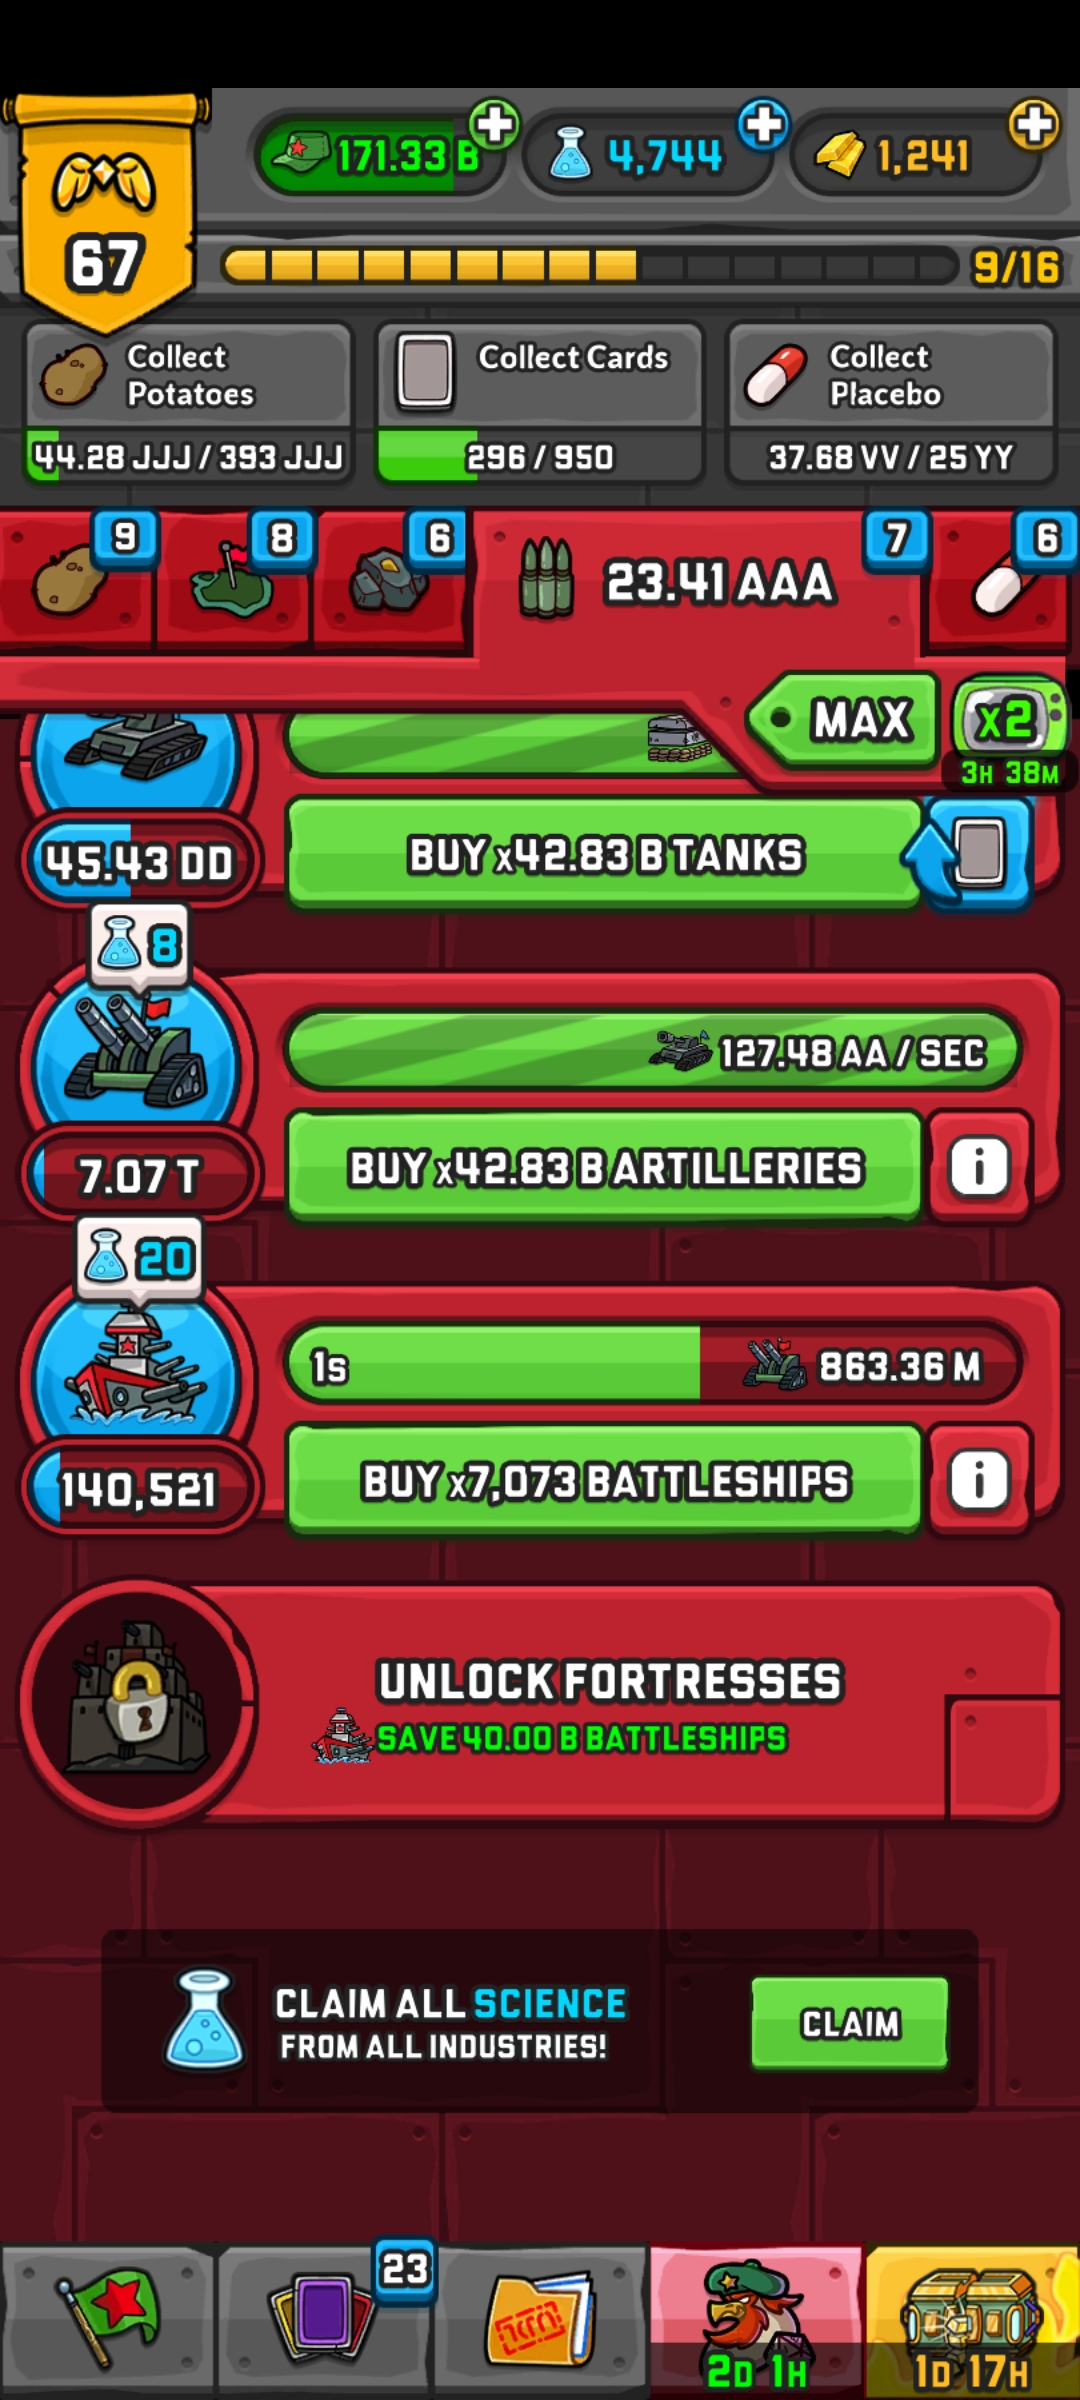 171.33 B
4,744
1,241
67
9/16
Collect
Potatoes
44.28 JJJ / 393 JJJ
Collect Cards
296 / 950
Collect
Placebo
37.68 VV / 25 YY
9
8
6
23.41 AAA
7
6
MAX
x2
3H 38M
45.43 DD
BUY x42.83 B TANKS
8
127.48 AA / SEC
7.07 T
BUY x42.83 B ARTILLERIES
i
20
1s
863.36 M
140,521
BUY x7,073 BATTLESHIPS
i
UNLOCK FORTRESSES
SAVE 40.00 B BATTLESHIPS
CLAIM ALL SCIENCE
FROM ALL INDUSTRIES!
CLAIM
23
2D 1H
1D 17H